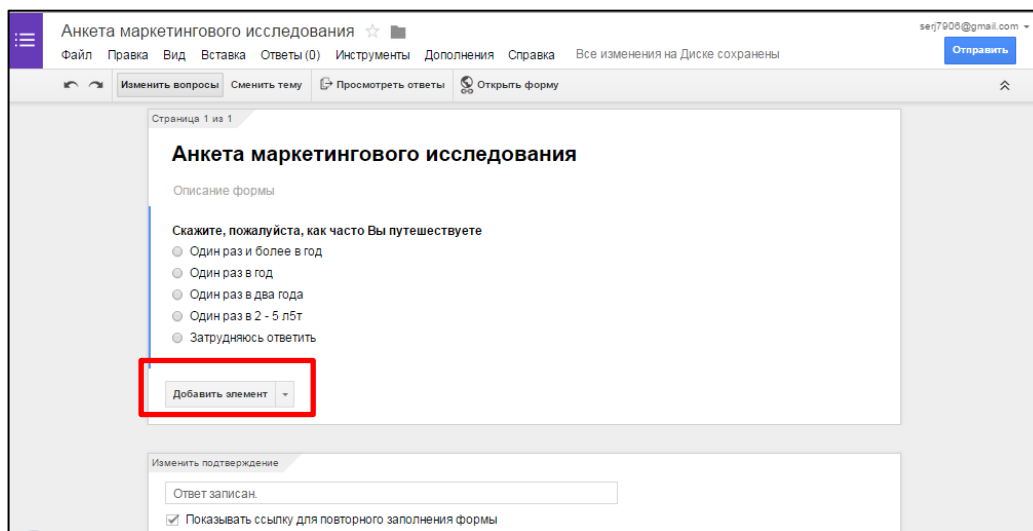 Анкета маркетингового исследования
serj7906@gmail.com
Файл Правка Вид Вставка Ответы (0) Инструменты Дополнения Справка Все изменения на Диске сохранены
Отправить
Изменить вопросы Сменить тему Просмотреть ответы Открыть форму
Страница 1 из 1
Анкета маркетингового исследования
Описание формы
Скажите, пожалуйста, как часто Вы путешествуете
Один раз и более в год
Один раз в год
Один раз в два года
Один раз в 2 - 5 л5т
Затрудняюсь ответить
Добавить элемент
Изменить подтверждение
Ответ записан.
Показывать ссылку для повторного заполнения формы